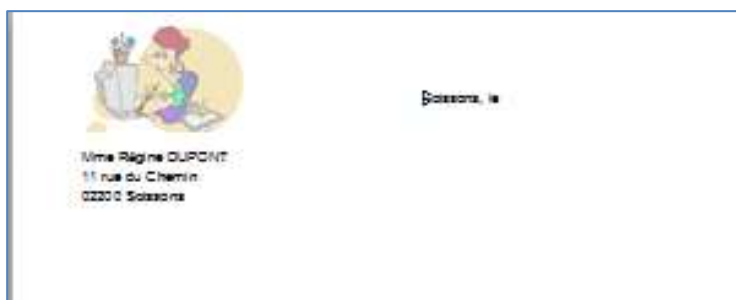 Soissons, le
Mme Régine DUPONT
11 rue du Chemin
02200 Soissons